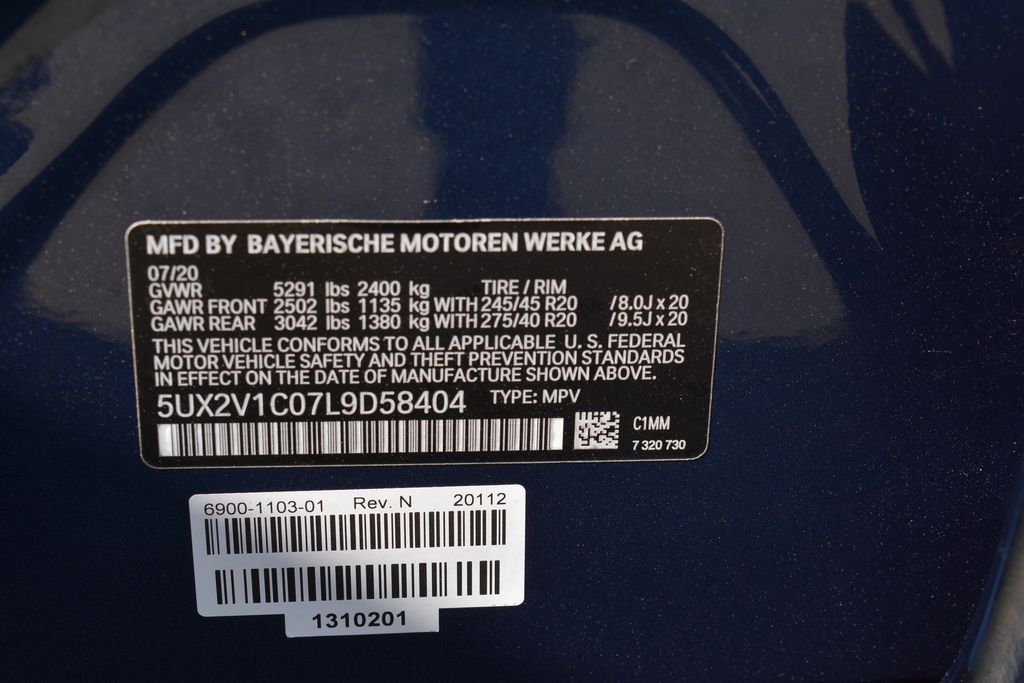 MFD BY BAYERISCHE MOTOREN WERKE AG
07/20
GVWR 5291 lbs 2400 kg TIRE / RIM
GAWR FRONT 2502 lbs 1135 kg WITH 245/45 R20 /8.0J x 20
GAWR REAR 3042 lbs 1380 kg WITH 275/40 R20 /9.5J x 20
THIS VEHICLE CONFORMS TO ALL APPLICABLE U.S. FEDERAL
MOTOR VEHICLE SAFETY AND THEFT PREVENTION STANDARDS
IN EFFECT ON THE DATE OF MANUFACTURE SHOWN ABOVE.
5UX2V1C07L9D58404 TYPE: MPV
C1MM
7 320 730
6900-1103-01 Rev. N 20112
1310201